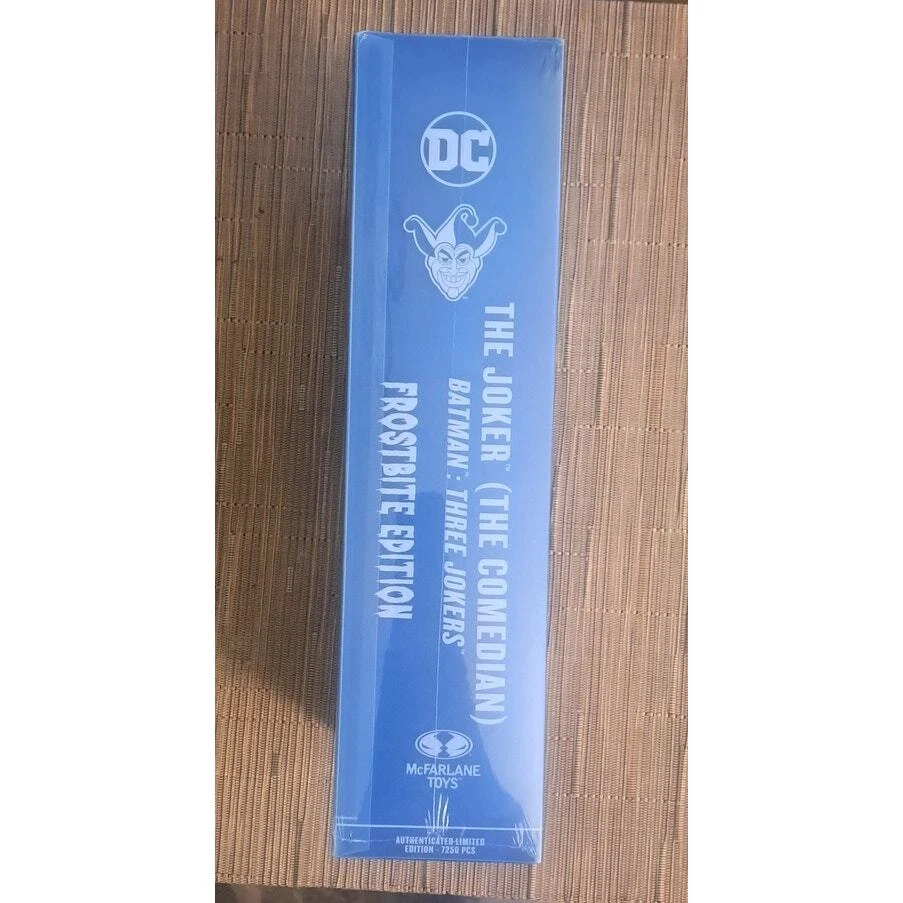 DC
THE JOKER™ (THE COMEDIAN)
BATMAN™: THREE JOKERS™
FROSTBITE EDITION
McFARLANE
TOYS™
AUTHENTICATED LIMITED
EDITION - 7250 PCS